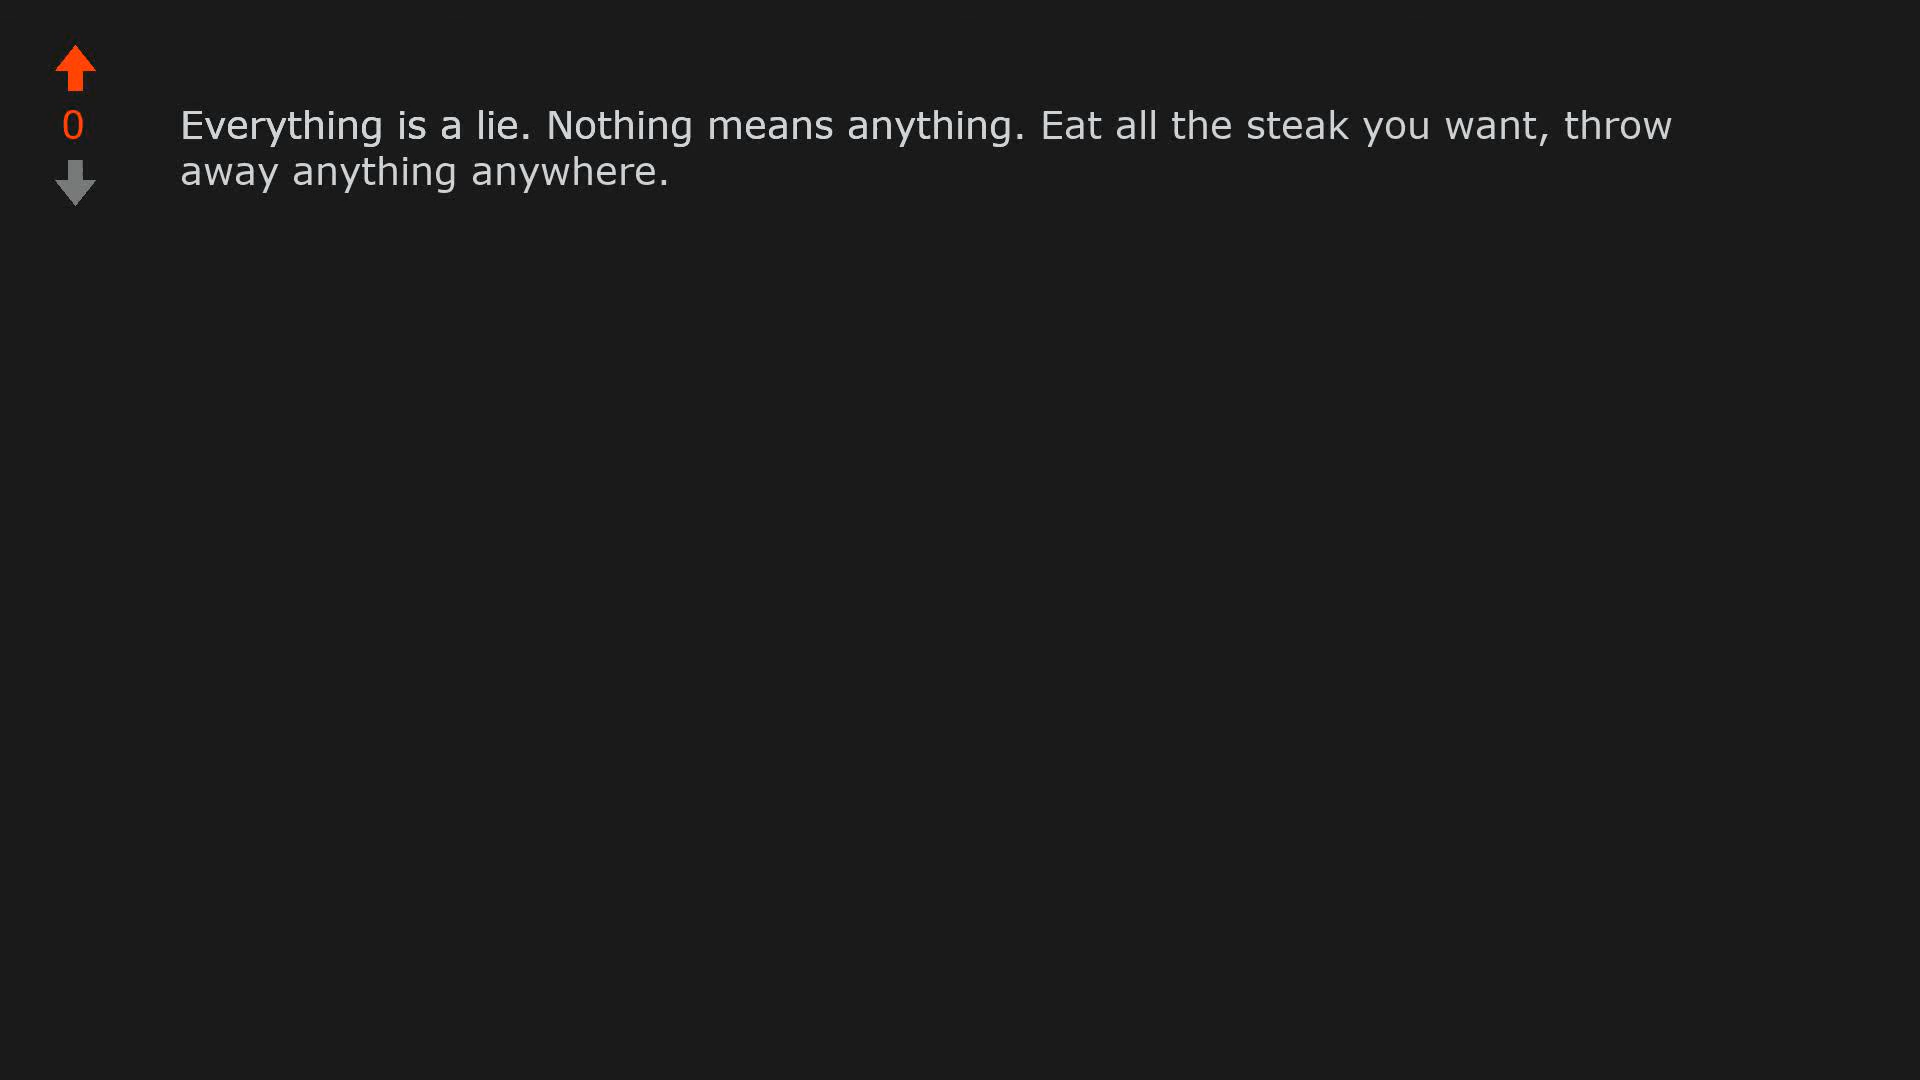 0
Everything is a lie. Nothing means anything. Eat all the steak you want, throw
away anything anywhere.